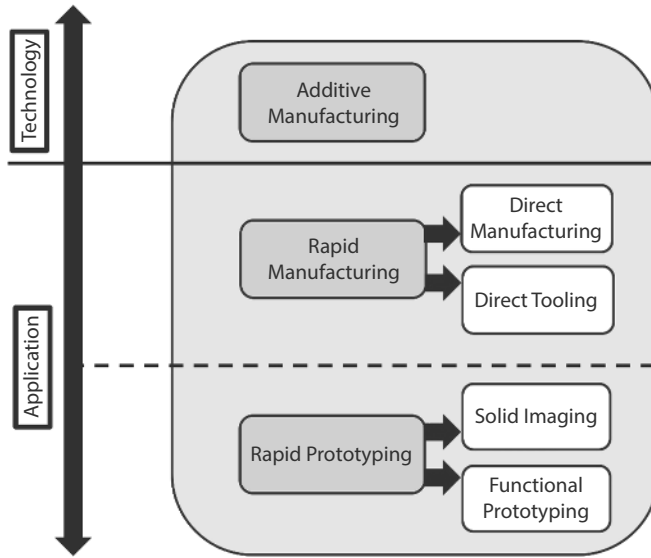 Technology
Additive
Manufacturing
Application
Rapid
Manufacturing
Direct
Manufacturing
Direct Tooling
Rapid Prototyping
Solid Imaging
Functional
Prototyping